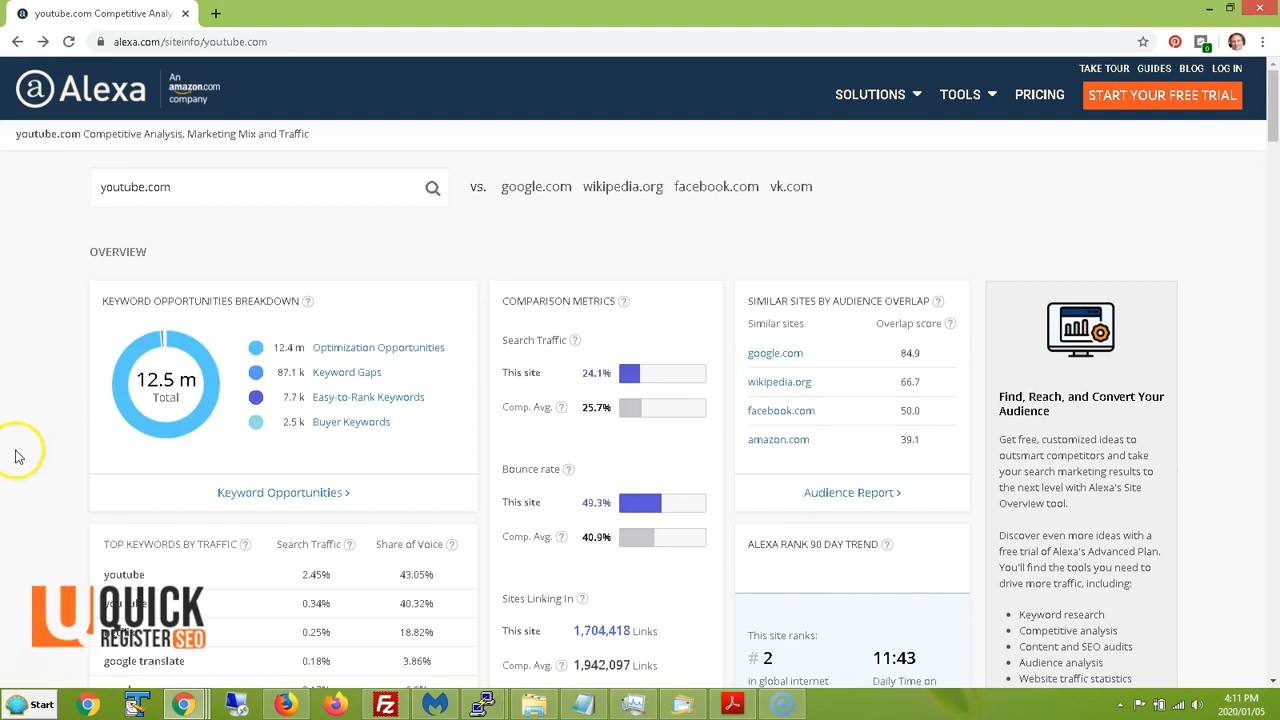 youtube.com Competitive Analy
alexa.com/siteinfo/youtube.com
Alexa
An
amazon.com
company
TAKE TOUR GUIDES BLOG LOG IN
SOLUTIONS TOOLS PRICING START YOUR FREE TRIAL
youtube.com Competitive Analysis, Marketing Mix and Traffic
youtube.com vs. google.com wikipedia.org facebook.com vk.com
OVERVIEW
KEYWORD OPPORTUNITIES BREAKDOWN ?
12.5 m
Total
12.4 m Optimization Opportunities
87.1 k Keyword Gaps
7.7 k Easy-to-Rank Keywords
2.5 k Buyer Keywords
Keyword Opportunities >
TOP KEYWORDS BY TRAFFIC ? Search Traffic ? Share of Voice ?
youtube 2.45% 43.05%
0.34% 40.32%
0.25% 18.82%
google translate 0.18% 3.86%
U QUICK
REGISTER SEO
COMPARISON METRICS ?
Search Traffic ?
This site 24.1%
Comp. Avg. ? 25.7%
Bounce rate ?
This site 49.3%
Comp. Avg. ? 40.9%
Sites Linking In ?
This site 1,704,418 Links
Comp. Avg. ? 1,942,097 Links
SIMILAR SITES BY AUDIENCE OVERLAP ?
Similar sites Overlap score ?
google.com 84.9
wikipedia.org 66.7
facebook.com 50.0
amazon.com 39.1
Audience Report >
ALEXA RANK 90 DAY TREND ?
This site ranks:
# 2 11:43
in global internet Daily Time on
Find, Reach, and Convert Your
Audience
Get free, customized ideas to
outsmart competitors and take
your search marketing results to
the next level with Alexa's Site
Overview tool.
Discover even more ideas with a
free trial of Alexa's Advanced Plan.
You'll find the tools you need to
drive more traffic, including:
Keyword research
Competitive analysis
Content and SEO audits
Audience analysis
Website traffic statistics
Start
4:11 PM
2020/01/05